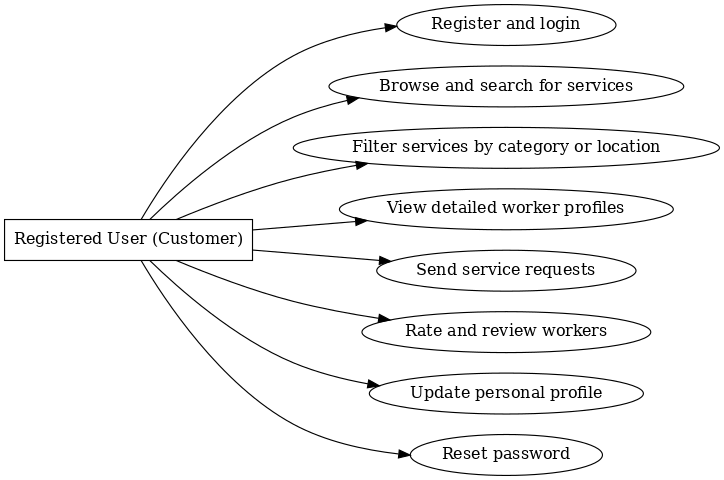 Register and login
Browse and search for services
Filter services by category or location
View detailed worker profiles
Registered User (Customer)
Send service requests
Rate and review workers
Update personal profile
Reset password